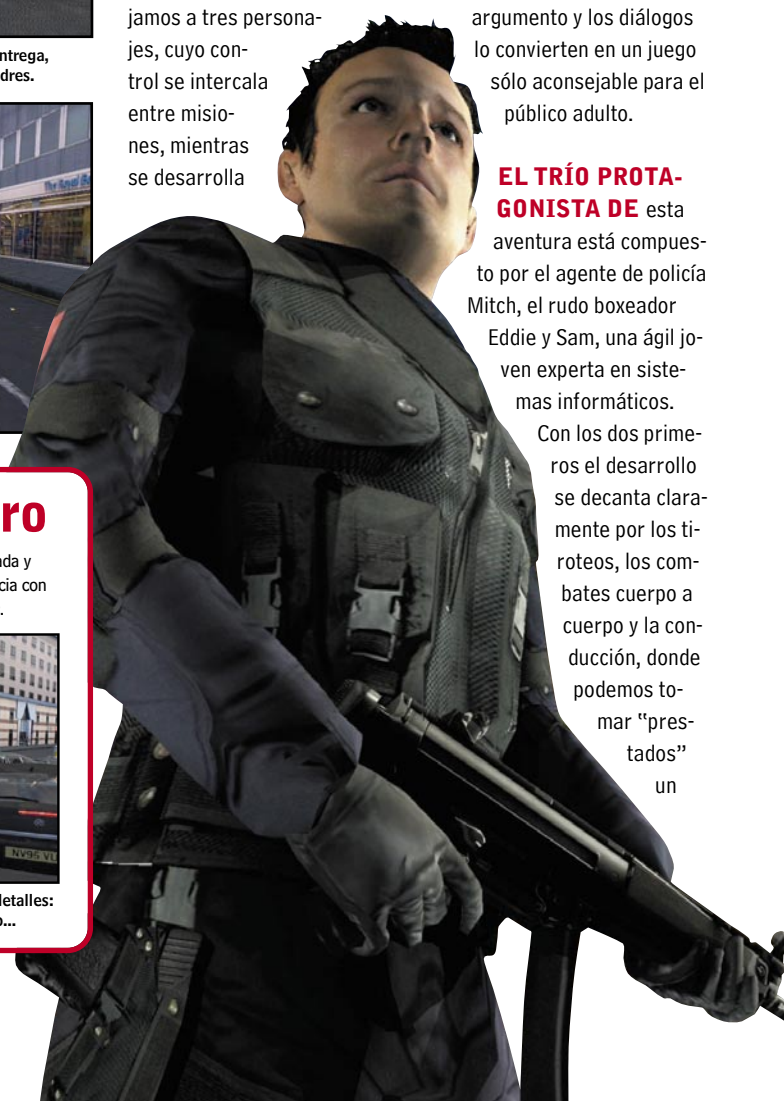 ntrega,
dres.
The Royal B
ro
ada y
cia con
.
NV95 VL
detalles:
o...
jamos a tres persona-
jes, cuyo con-
trol se intercala
entre misio-
nes, mientras
se desarrolla
argumento y los diálogos
lo convierten en un juego
sólo aconsejable para el
público adulto.
EL TRÍO PROTA-
GONISTA DE esta
aventura está compues-
to por el agente de policía
Mitch, el rudo boxeador
Eddie y Sam, una ágil jo-
ven experta en siste-
mas informáticos.
Con los dos prime-
ros el desarrollo
se decanta clara-
mente por los ti-
roteos, los com-
bates cuerpo a
cuerpo y la con-
ducción, donde
podemos to-
mar “pres-
tados”
un